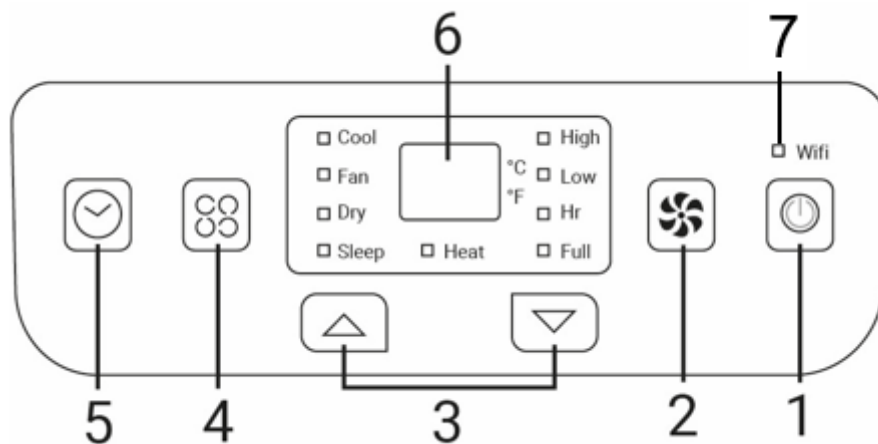 6 7
Cool High
Wifi
°C
Fan Low
°F
Dry Hr
Sleep Heat Full
5 4 3 2 1